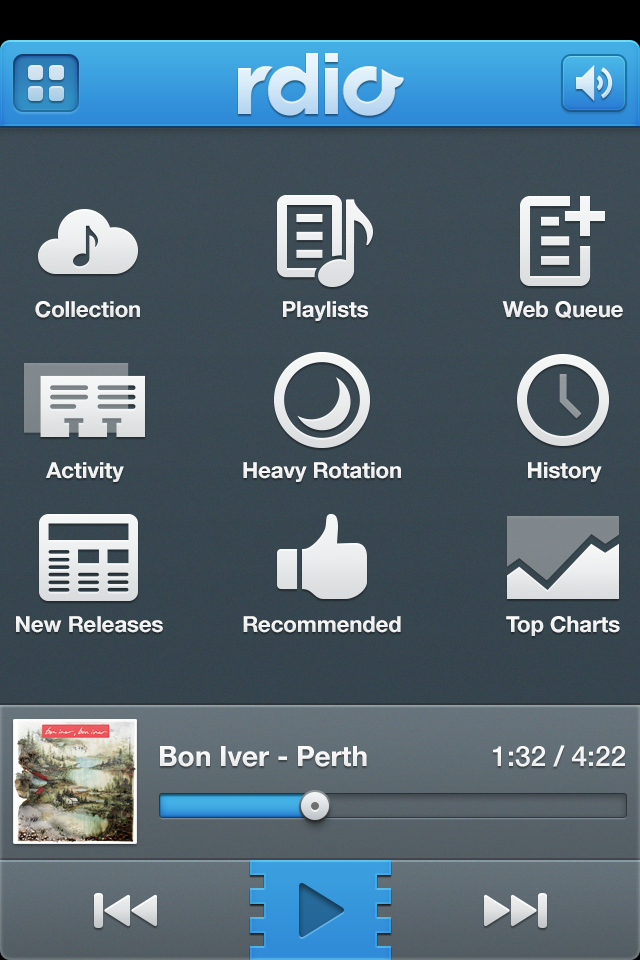 rdio
Collection
Playlists
Web Queue
Activity
Heavy Rotation
History
New Releases
Recommended
Top Charts
Bon Iver, Bon Iver
Bon Iver - Perth
1:32 / 4:22